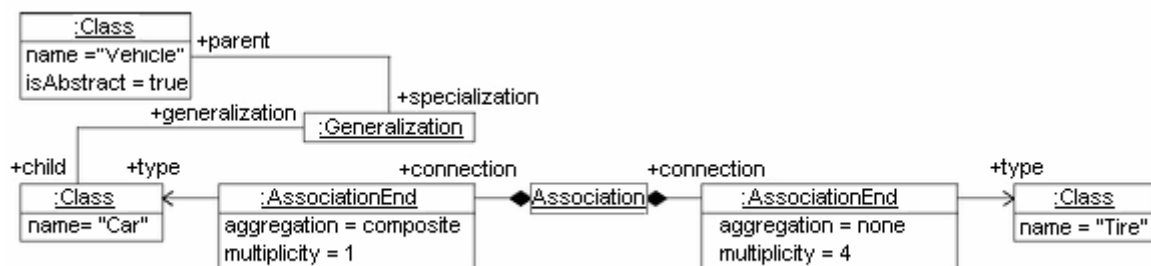 :Class
name ="Vehicle"
isAbstract = true
+parent
+specialization
+generalization
:Generalization
+child
+type
+connection
+connection
+type
:Class
name= "Car"
:AssociationEnd
aggregation = composite
multiplicity = 1
Association
:AssociationEnd
aggregation = none
multiplicity = 4
:Class
name = "Tire"